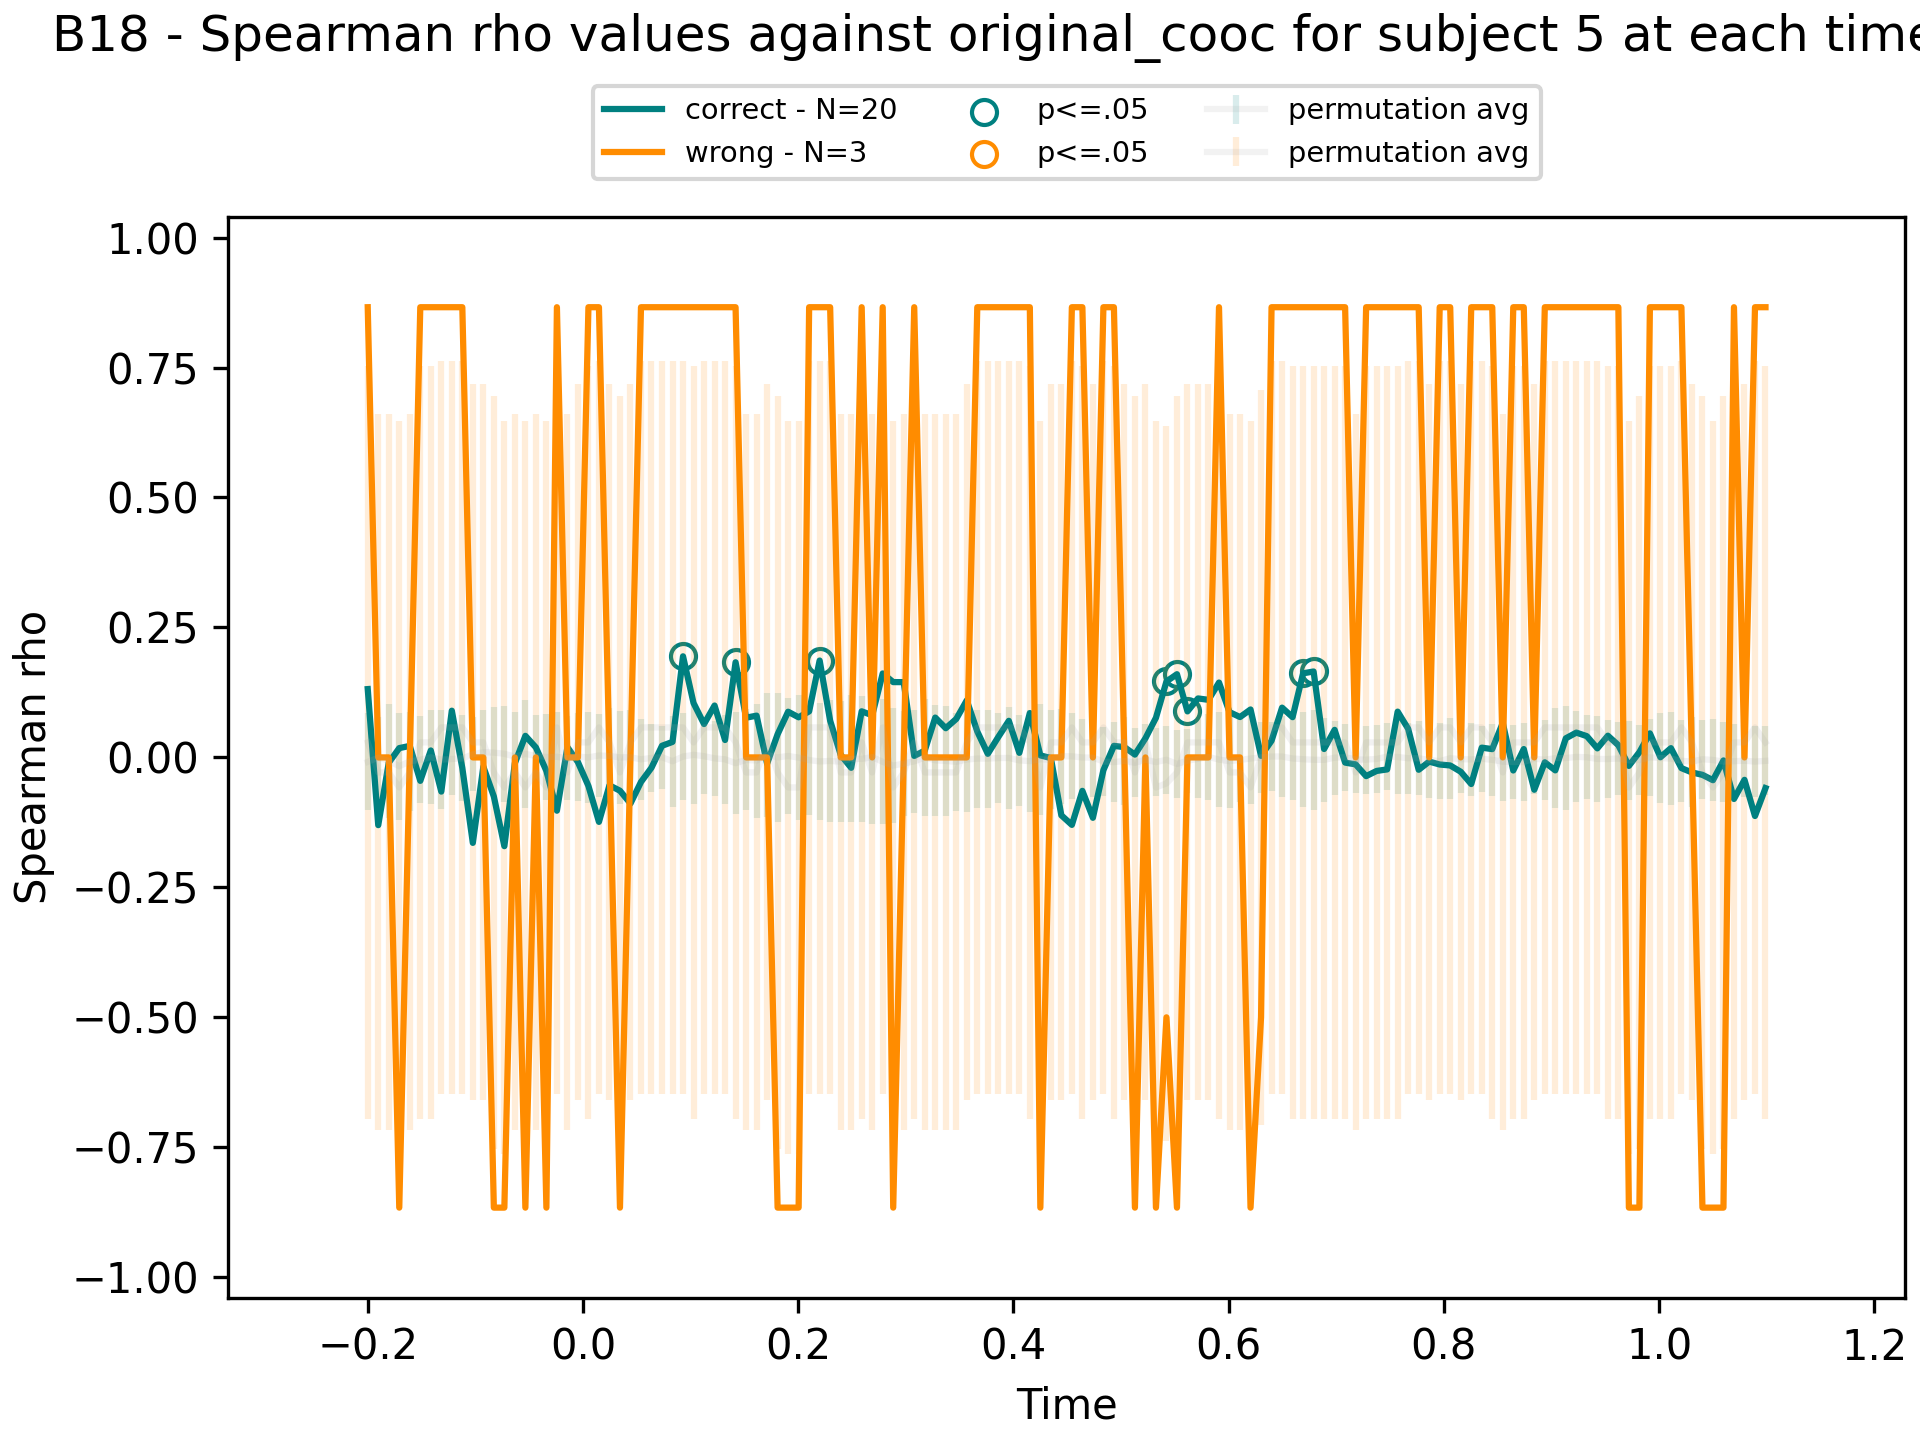 B18 - Spearman rho values against original_cooc for subject 5 at each time
correct - N=20
wrong - N=3
p<=.05
p<=.05
permutation avg
permutation avg
1.00
0.75
0.50
0.25
0.00
−0.25
−0.50
−0.75
−1.00
Spearman rho
−0.2 0.0 0.2 0.4 0.6 0.8 1.0 1.2
Time